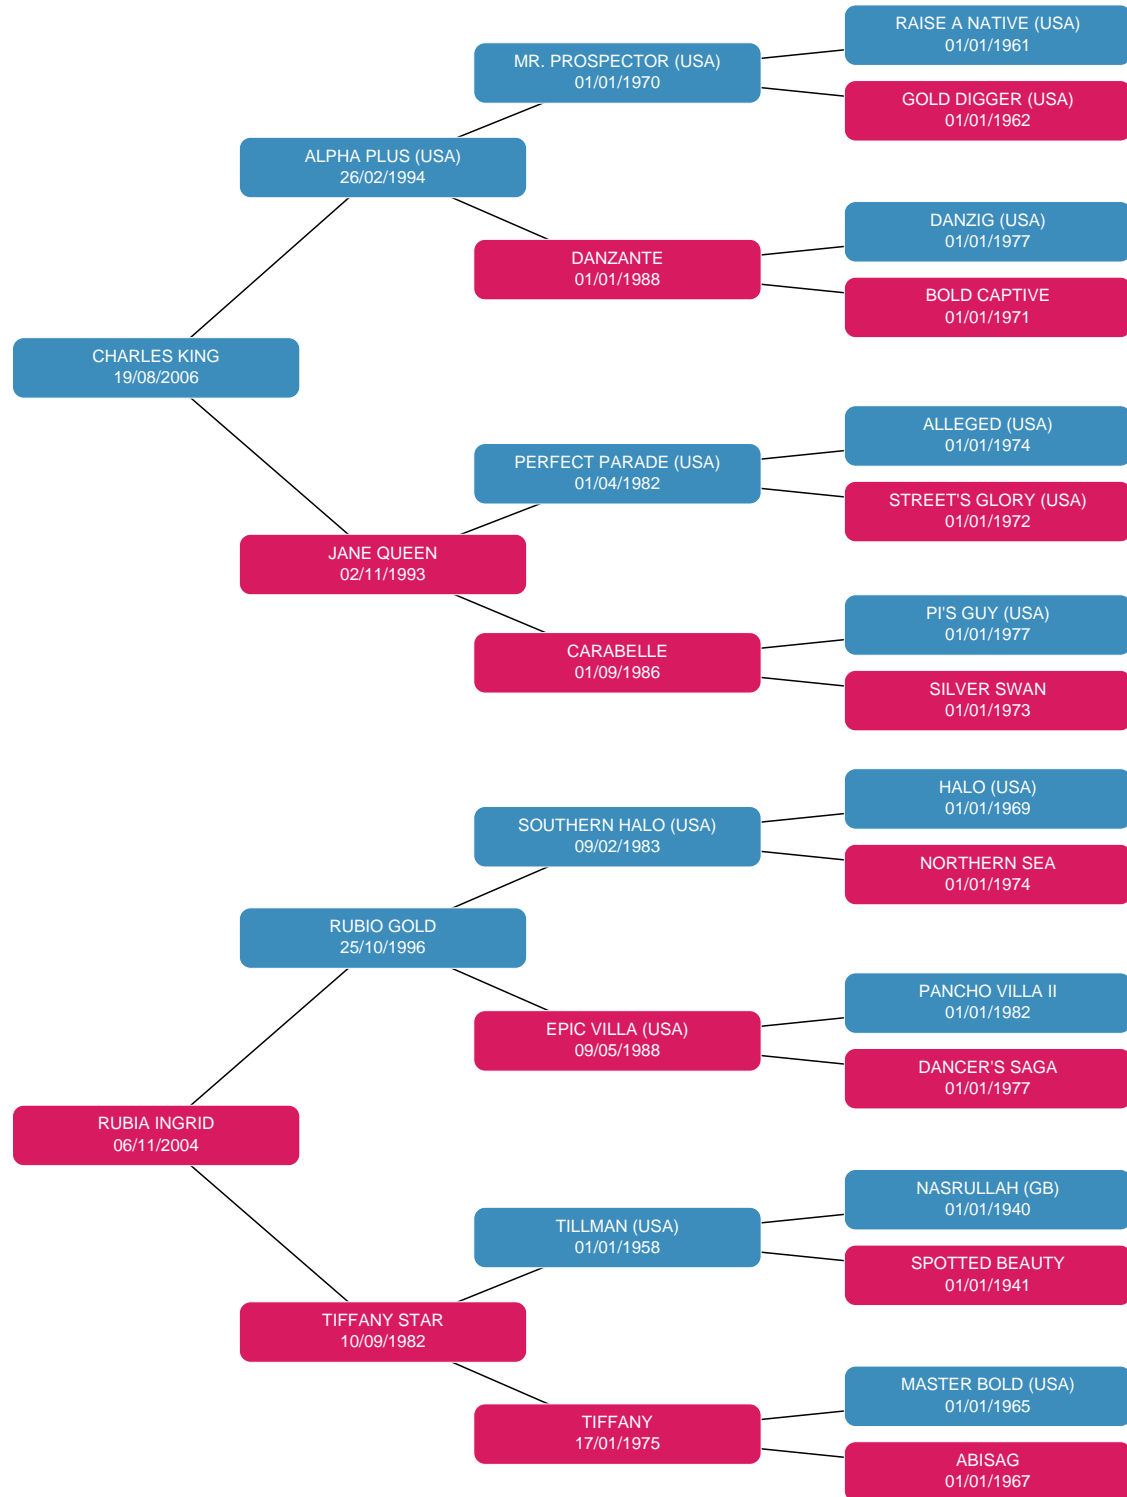 RAISE A NATIVE (USA)
01/01/1961
MR. PROSPECTOR (USA)
01/01/1970
GOLD DIGGER (USA)
01/01/1962
ALPHA PLUS (USA)
26/02/1994
DANZIG (USA)
01/01/1977
DANZANTE
01/01/1988
BOLD CAPTIVE
01/01/1971
CHARLES KING
19/08/2006
ALLEGED (USA)
01/01/1974
PERFECT PARADE (USA)
01/04/1982
STREET'S GLORY (USA)
01/01/1972
JANE QUEEN
02/11/1993
PI'S GUY (USA)
01/01/1977
CARABELLE
01/09/1986
SILVER SWAN
01/01/1973
HALO (USA)
01/01/1969
SOUTHERN HALO (USA)
09/02/1983
NORTHERN SEA
01/01/1974
RUBIO GOLD
25/10/1996
PANCHO VILLA II
01/01/1982
EPIC VILLA (USA)
09/05/1988
DANCER'S SAGA
01/01/1977
RUBIA INGRID
06/11/2004
NASRULLAH (GB)
01/01/1940
TILLMAN (USA)
01/01/1958
SPOTTED BEAUTY
01/01/1941
TIFFANY STAR
10/09/1982
MASTER BOLD (USA)
01/01/1965
TIFFANY
17/01/1975
ABISAG
01/01/1967